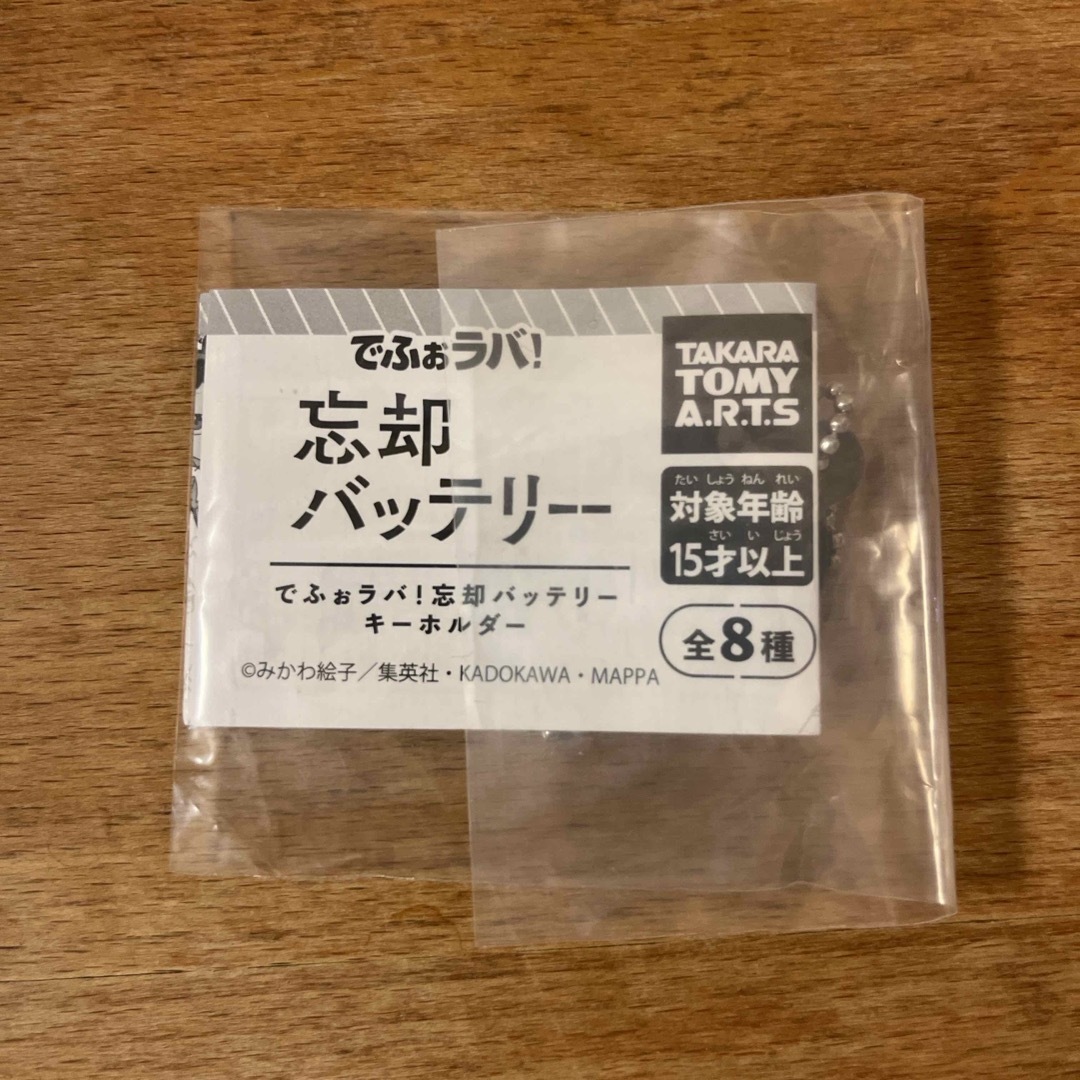 でふぉラバ!
忘却
バッテリー
でふぉラバ!忘却バッテリー
キーホルダー
©みかわ絵子／集英社・KADOKAWA・MAPPA
TAKARA
TOMY
A.R.T.S
たいしょうねんれい
対象年齢
さいいじょう
15才以上
全8種